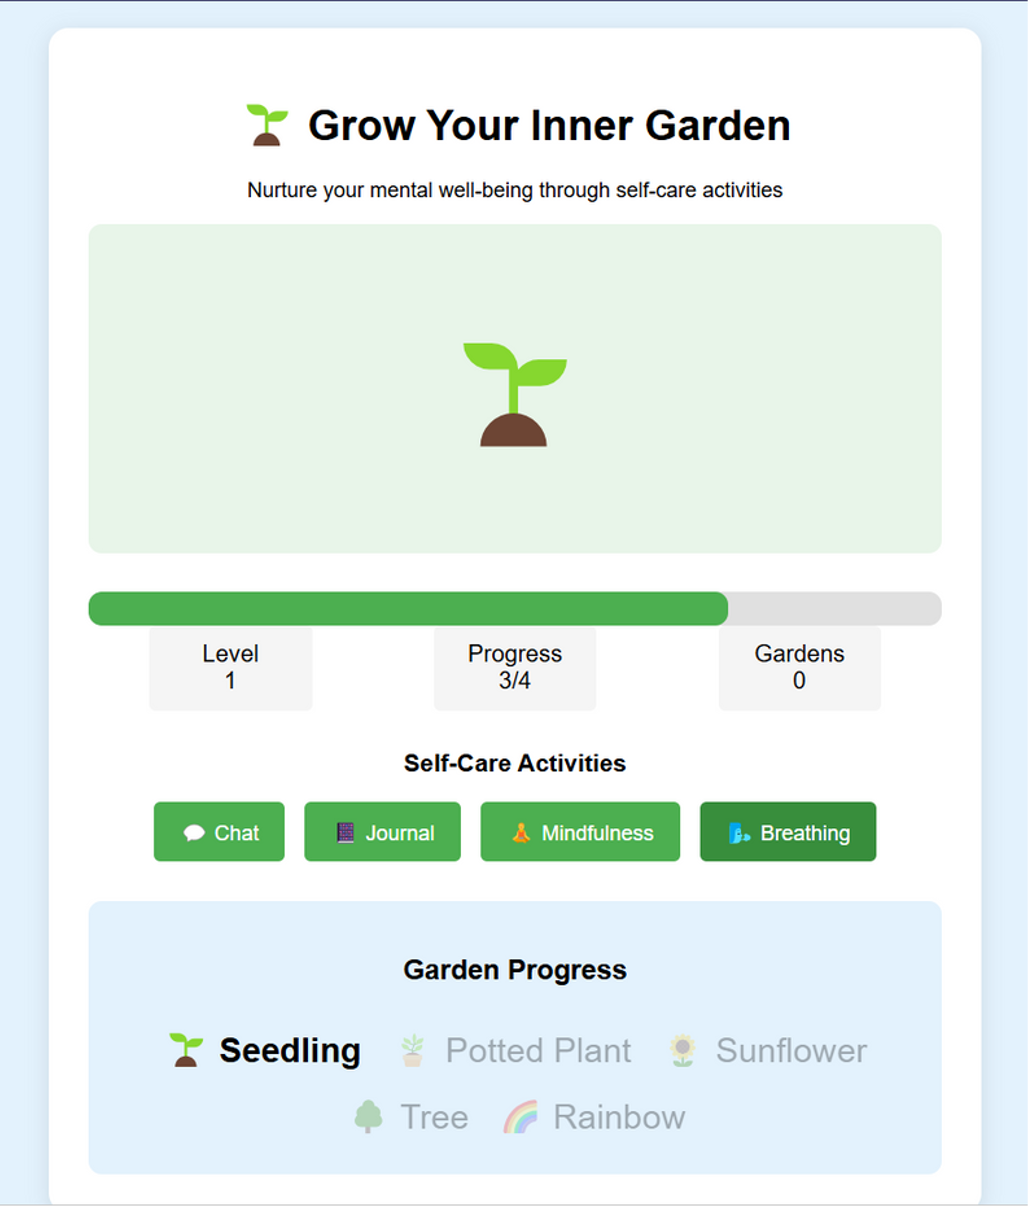 Grow Your Inner Garden
Nurture your mental well-being through self-care activities
Level
1
Progress
3/4
Gardens
0
Self-Care Activities
Chat
Journal
Mindfulness
Breathing
Garden Progress
Seedling Potted Plant Sunflower
Tree Rainbow